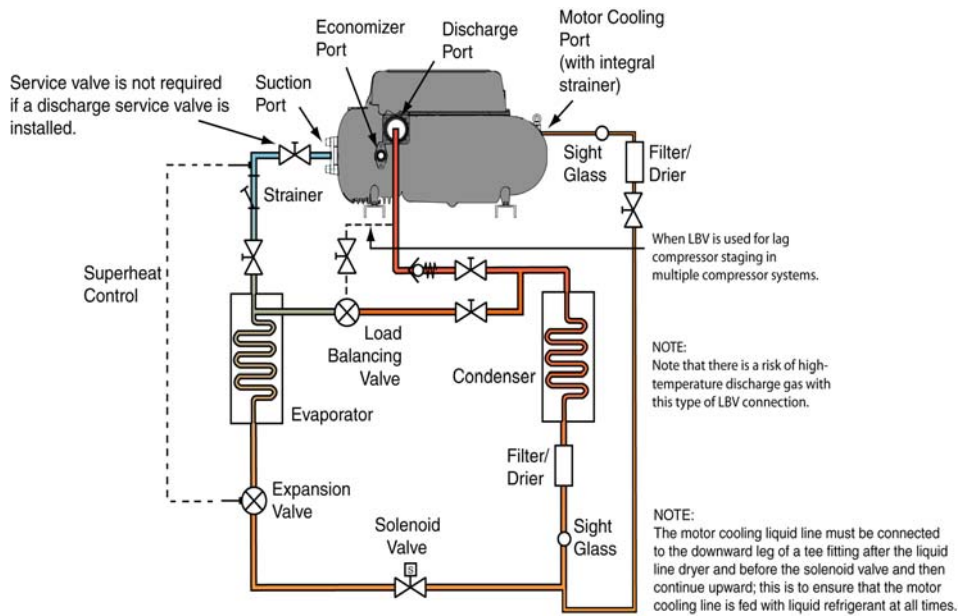 Economizer
Port
Discharge
Port
Motor Cooling
Port
(with integral
strainer)
Service valve is not required
if a discharge service valve is
installed.
Suction
Port
Sight
Glass
Filter/
Drier
Strainer
When LBV is used for lag
compressor staging in
multiple compressor systems.
Superheat
Control
Load
Balancing
Valve
Condenser
NOTE:
Note that there is a risk of high-
temperature discharge gas with
this type of LBV connection.
Evaporator
Filter/
Drier
Expansion
Valve
Solenoid
Valve
S
Sight
Glass
NOTE:
The motor cooling liquid line must be connected
to the downward leg of a tee fitting after the liquid
line dryer and before the solenoid valve and then
continue upward; this is to ensure that the motor
cooling line is fed with liquid refrigerant at all times.